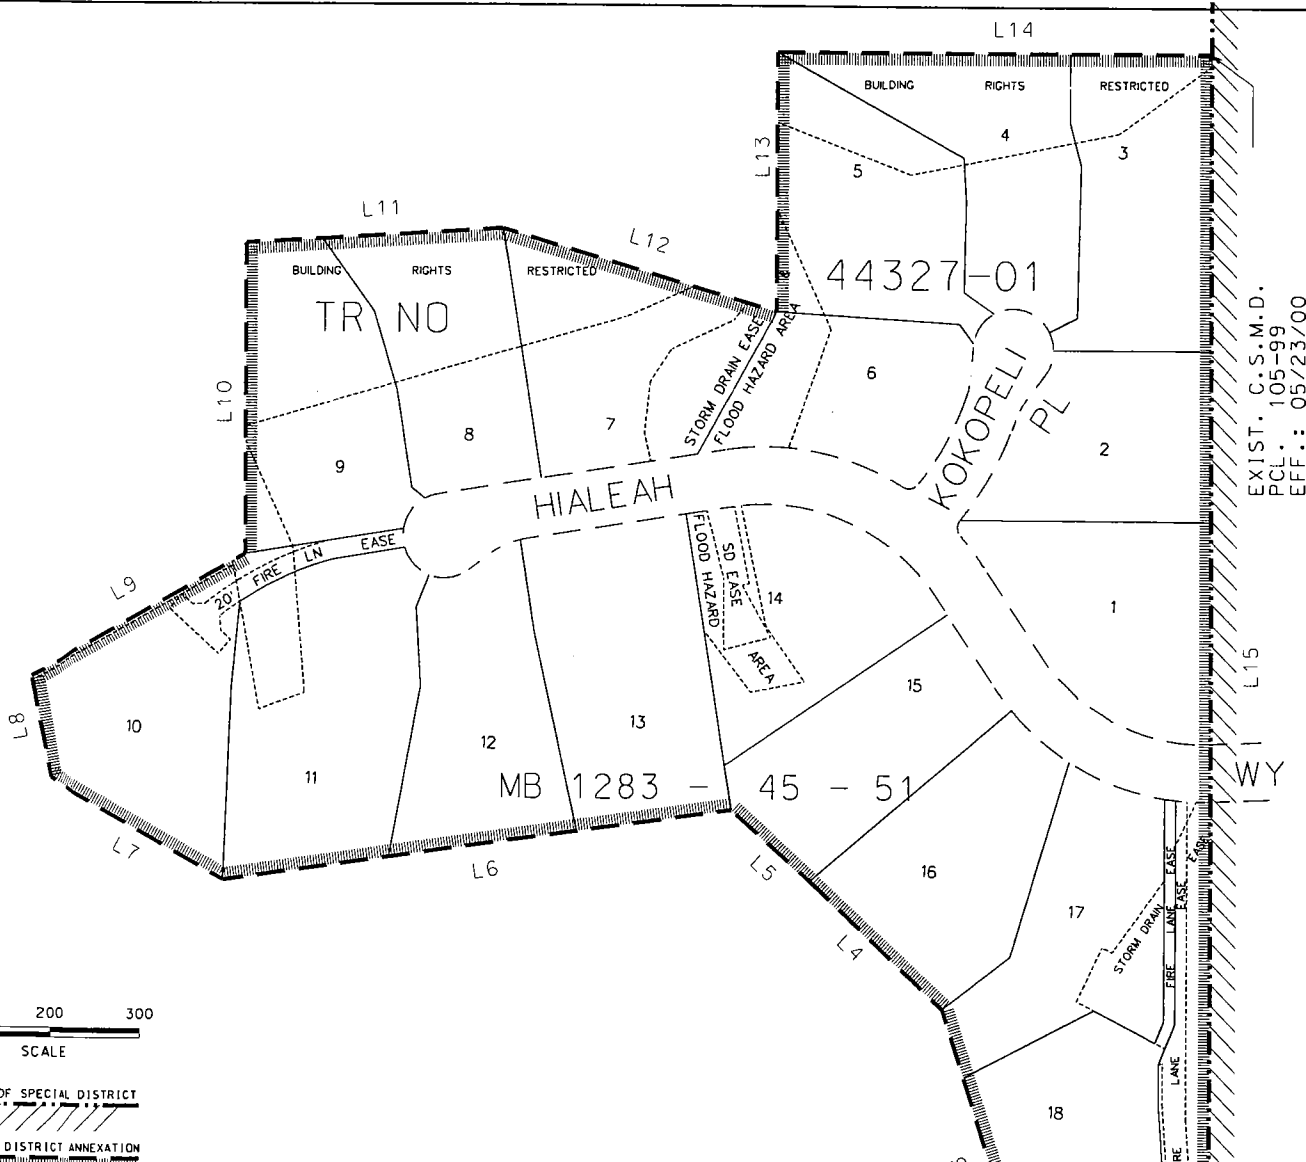 L14
BUILDING RIGHTS RESTRICTED
4
3
5
L13
L11
L12
BUILDING RIGHTS RESTRICTED
TR NO 44327-01
L10
STORM DRAIN EASE
FLOOD HAZARD AREA
6
7
8
9
KOKOPELI
PL
2
EXIST. C.S.M.D.
PCL. 105-99
EFF.: 05/23/00
HIALEAH
20' FIRE LN EASE
L9
FLOOD HAZARD
SD EASE
AREA
14
1
L15
15
10
L8
13
12
11
MB 1283 - 45 - 51
WY
L7
L6
L5
16
17
L4
STORM DRAIN
EASE
FIRE LANE EASE
LANE
RE
18
200 300
SCALE
OF SPECIAL DISTRICT
DISTRICT ANNEXATION